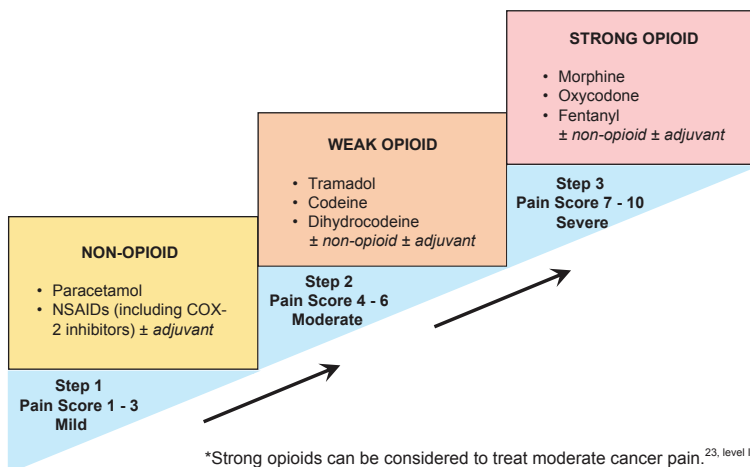 STRONG OPIOID
• Morphine
• Oxycodone
• Fentanyl
± non-opioid ± adjuvant
Step 3
Pain Score 7 - 10
Severe
WEAK OPIOID
• Tramadol
• Codeine
• Dihydrocodeine
± non-opioid ± adjuvant
Step 2
Pain Score 4 - 6
Moderate
NON-OPIOID
• Paracetamol
• NSAIDs (including COX-
2 inhibitors) ± adjuvant
Step 1
Pain Score 1 - 3
Mild
*Strong opioids can be considered to treat moderate cancer pain.23, level I